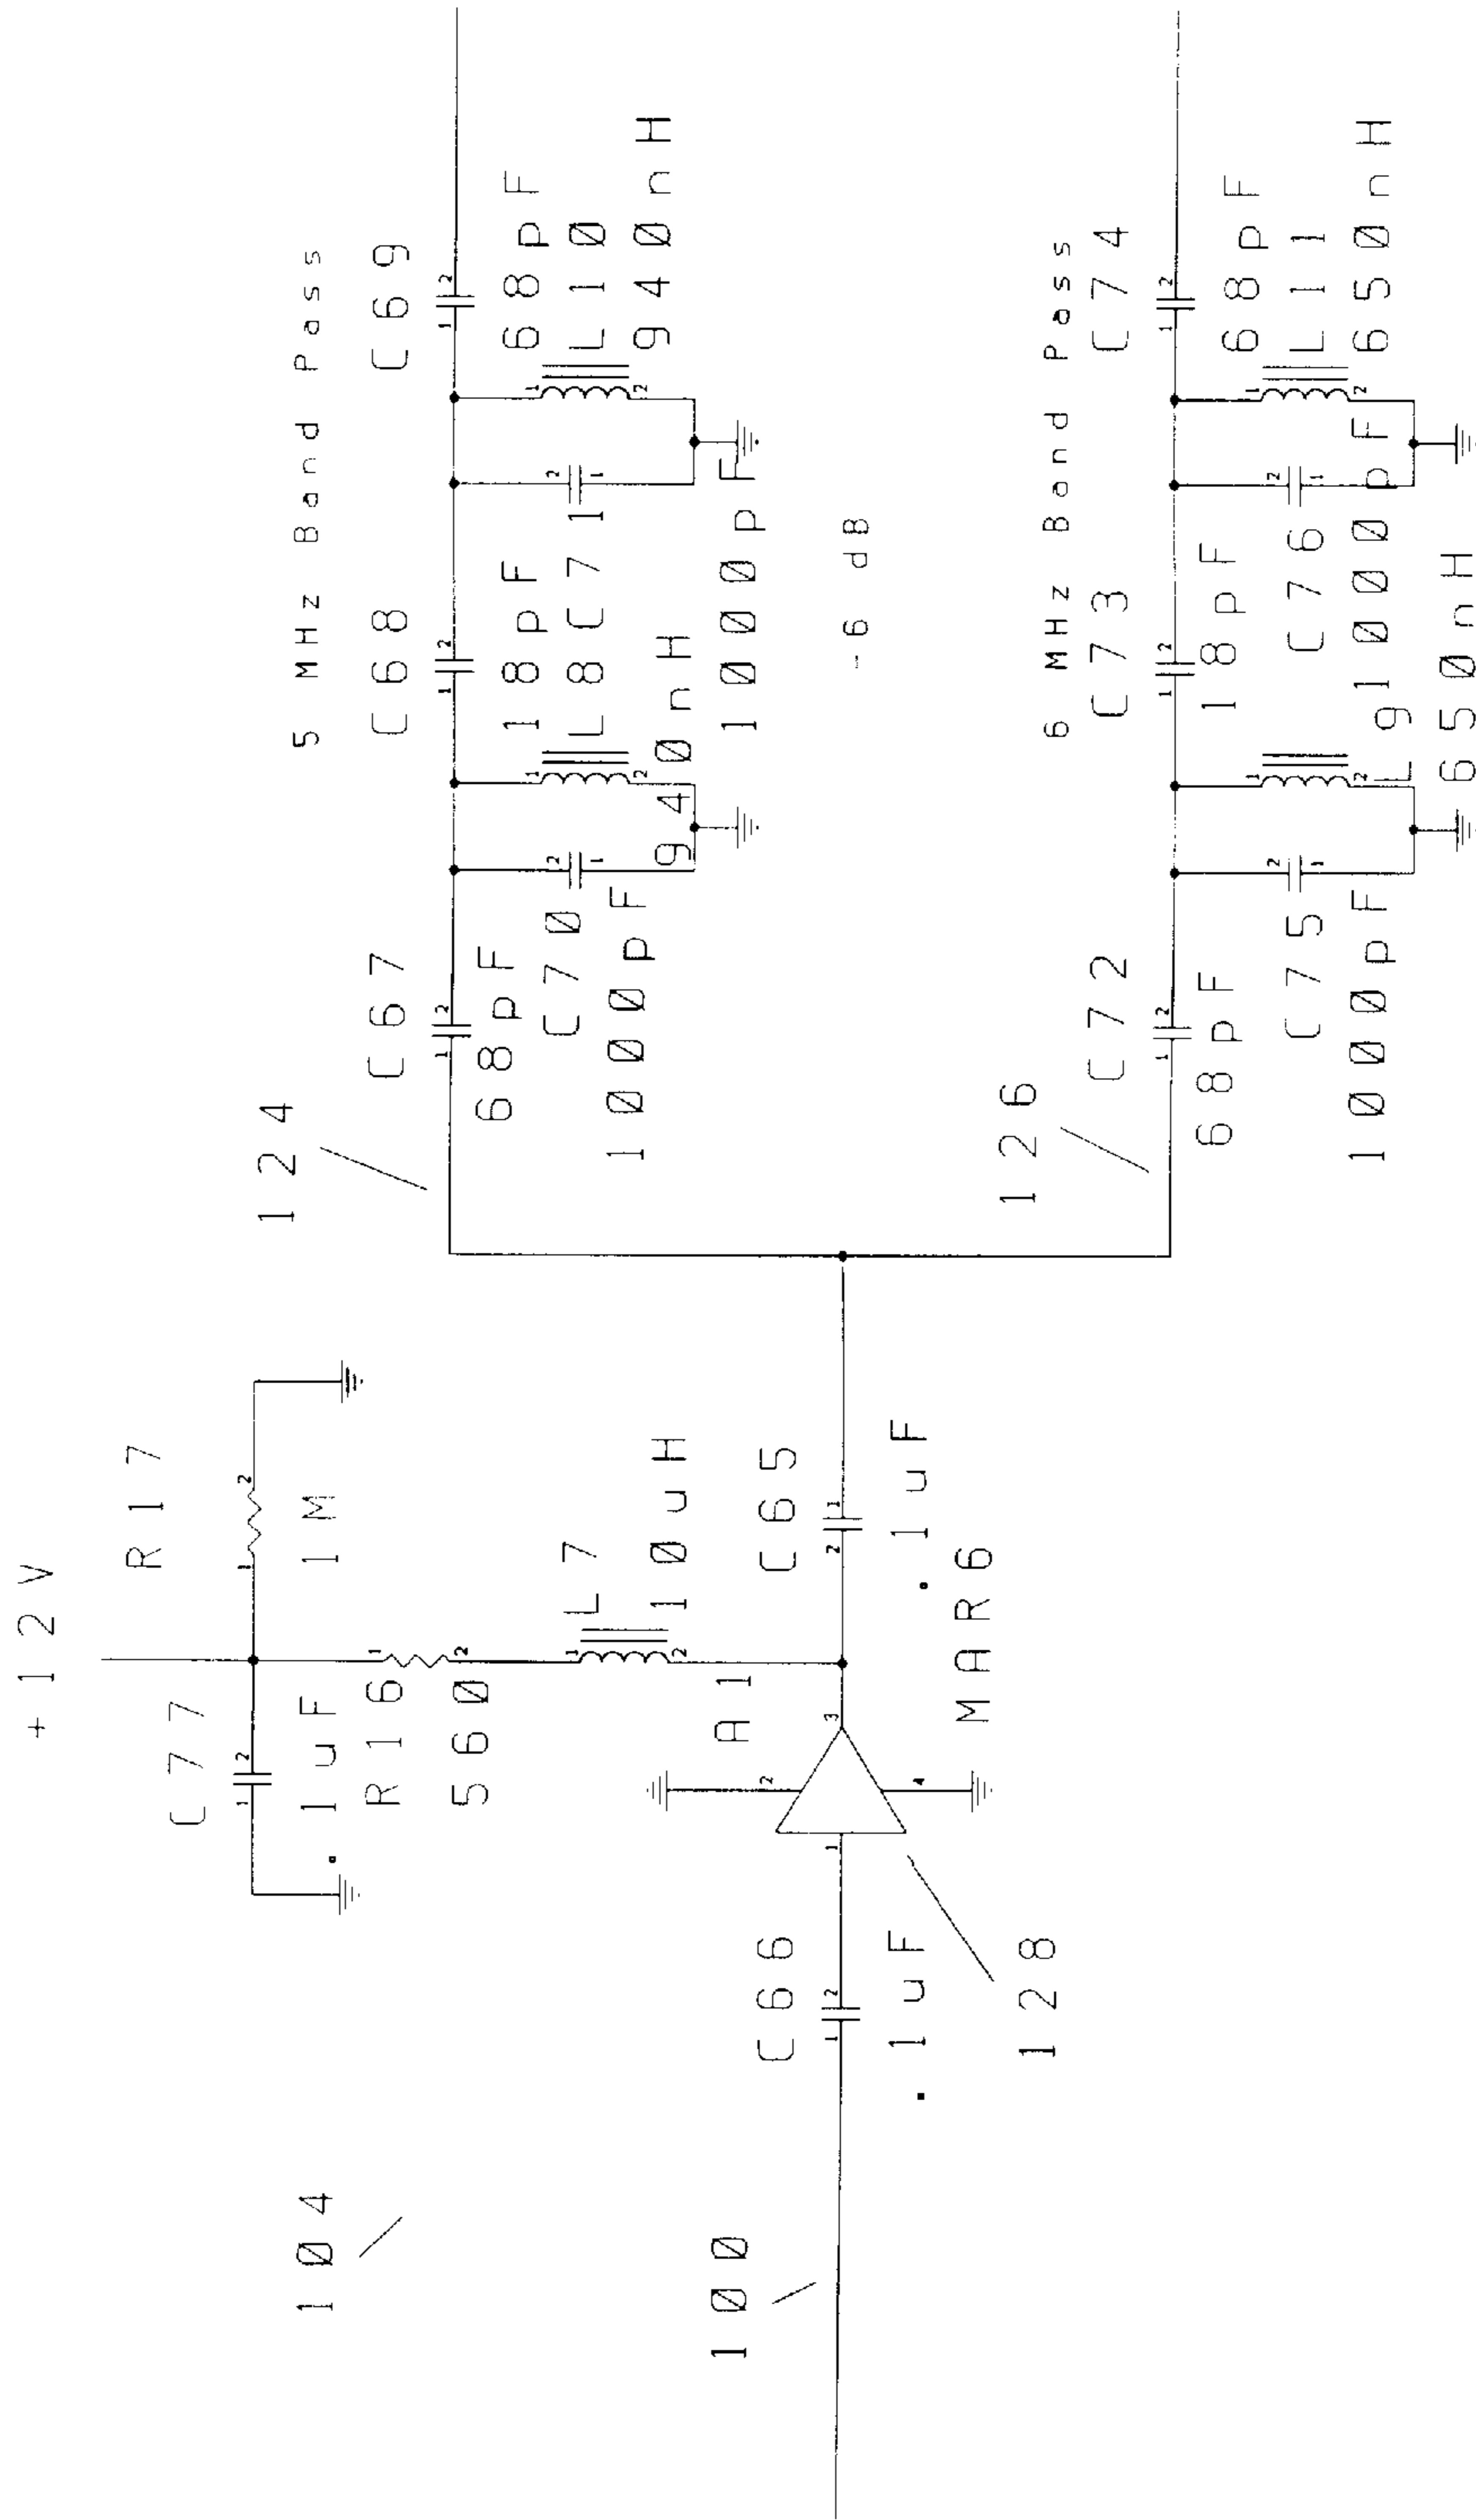 +12V
R17
1M
C77
.1uF
R16
560
L7
10uH
C65
.1uF
A1
MAR6
C66
.1uF
128
104
100
124
126
5 MHz Band Pass
C67
68pF
C70
1000pF
C68
18pF
L8
940nH
C71
1000pF
C69
68pF
L10
940nH
-6 dB
6 MHz Band Pass
C72
68pF
C75
1000pF
C73
18pF
L9
650nH
C76
1000pF
C74
68pF
L11
650nH